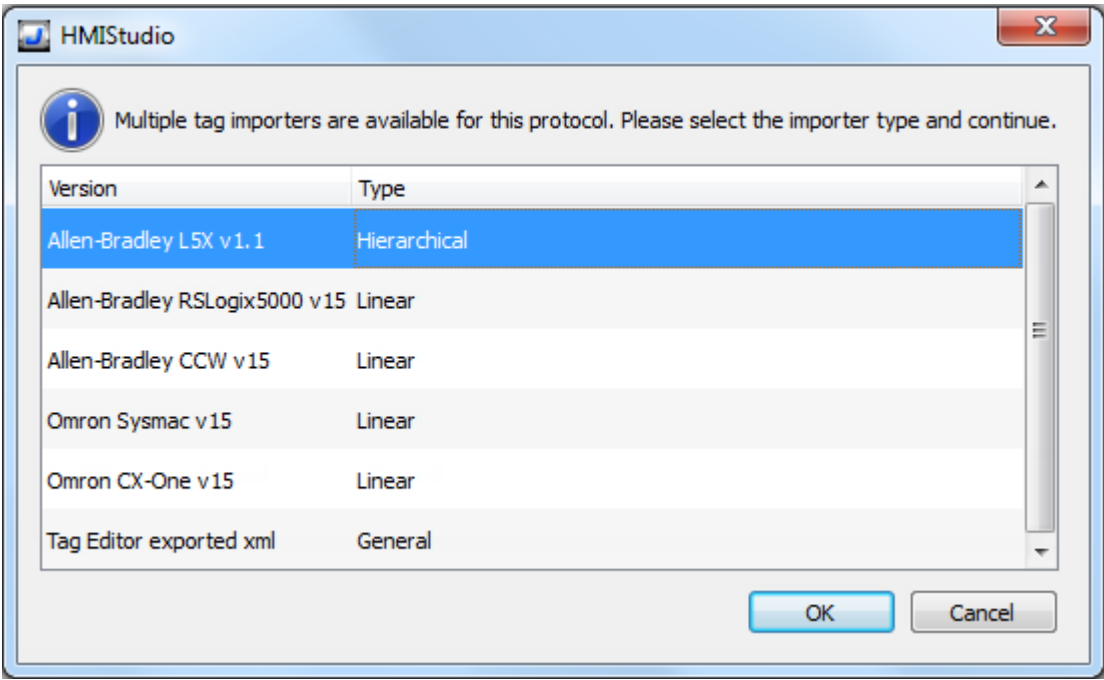 HMIStudio
Multiple tag importers are available for this protocol. Please select the importer type and continue.
Version Type
Allen-Bradley L5X v1.1 Hierarchical
Allen-Bradley RSLogix5000 v15 Linear
Allen-Bradley CCW v15 Linear
Omron Sysmac v15 Linear
Omron CX-One v15 Linear
Tag Editor exported xml General
OK Cancel